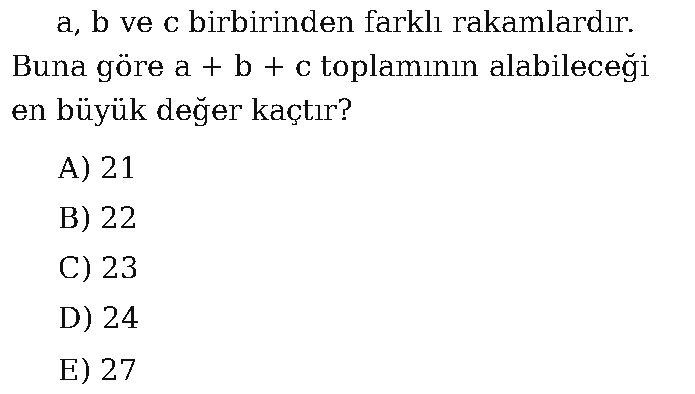 a, b ve c birbirinden farklı rakamlardır.
Buna göre a + b + c toplamının alabileceği
en büyük değer kaçtır?
A) 21
B) 22
C) 23
D) 24
E) 27